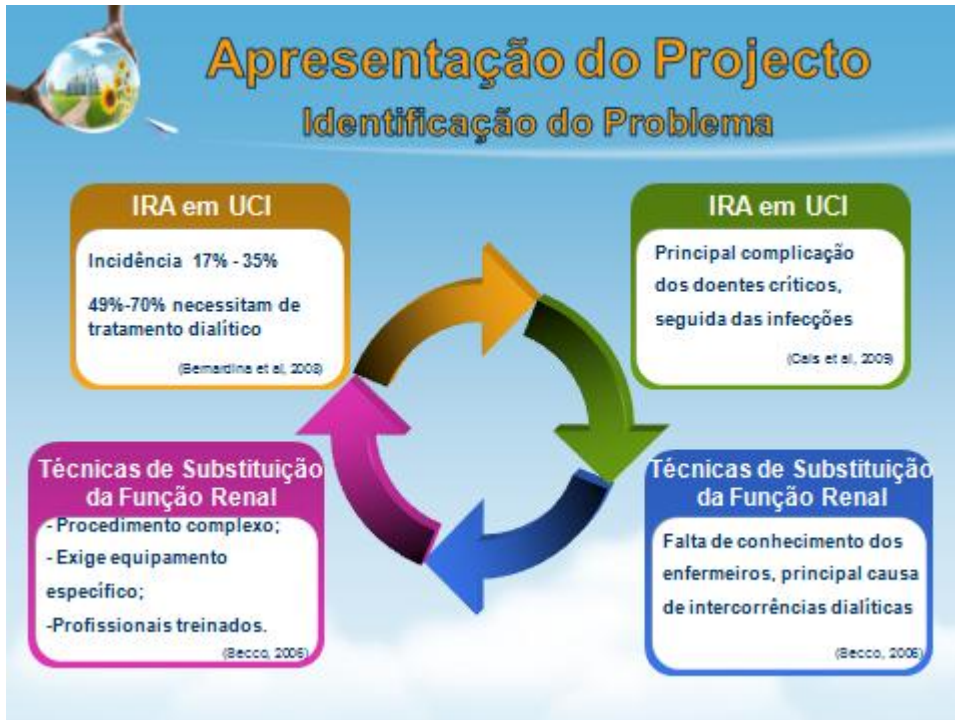 Apresentação do Projecto
Identificação do Problema
IRA em UCI
Incidência 17% - 35%
49%-70% necessitam de
tratamento dialítico
(Bernardina et al, 2008)
IRA em UCI
Principal complicação
dos doentes críticos,
seguida das infecções
(Cais et al, 2009)
Técnicas de Substituição
da Função Renal
- Procedimento complexo;
- Exige equipamento
específico;
-Profissionais treinados.
(Becco, 2006)
Técnicas de Substituição
da Função Renal
Falta de conhecimento dos
enfermeiros, principal causa
de intercorrências dialíticas
(Becco, 2006)